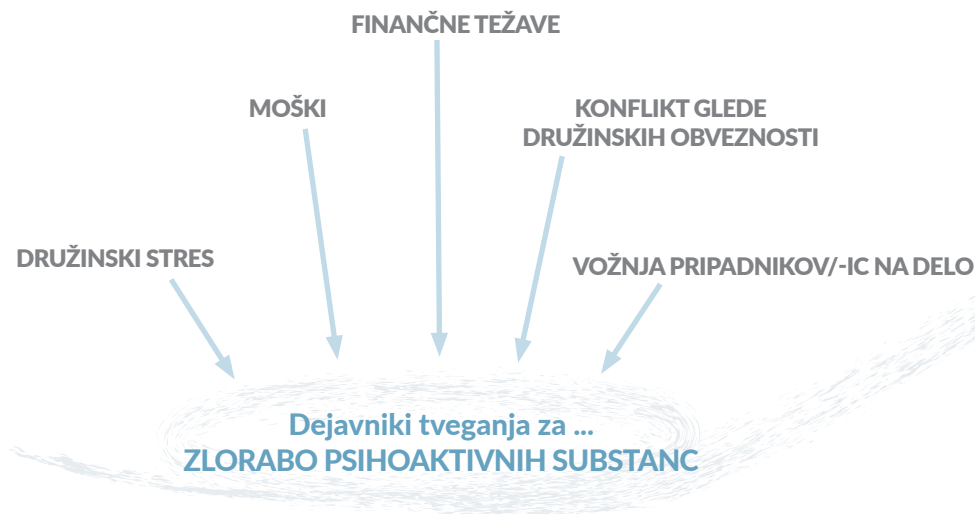 FINANČNE TEŽAVE
MOŠKI
KONFLIKT GLEDE
DRUŽINSKIH OBVEZNOSTI
DRUŽINSKI STRES
VOŽNJA PRIPADNIKOV/-IC NA DELO
Dejavniki tveganja za ...
ZLORABO PSIHOAKTIVNIH SUBSTANC